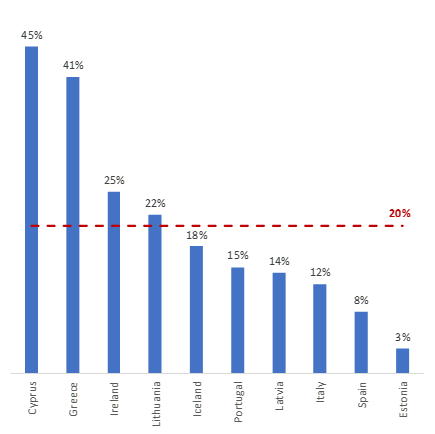 45%
41%
25%
22%
20%
18%
15%
14%
12%
8%
3%
Cyprus
Greece
Ireland
Lithuania
Iceland
Portugal
Latvia
Italy
Spain
Estonia